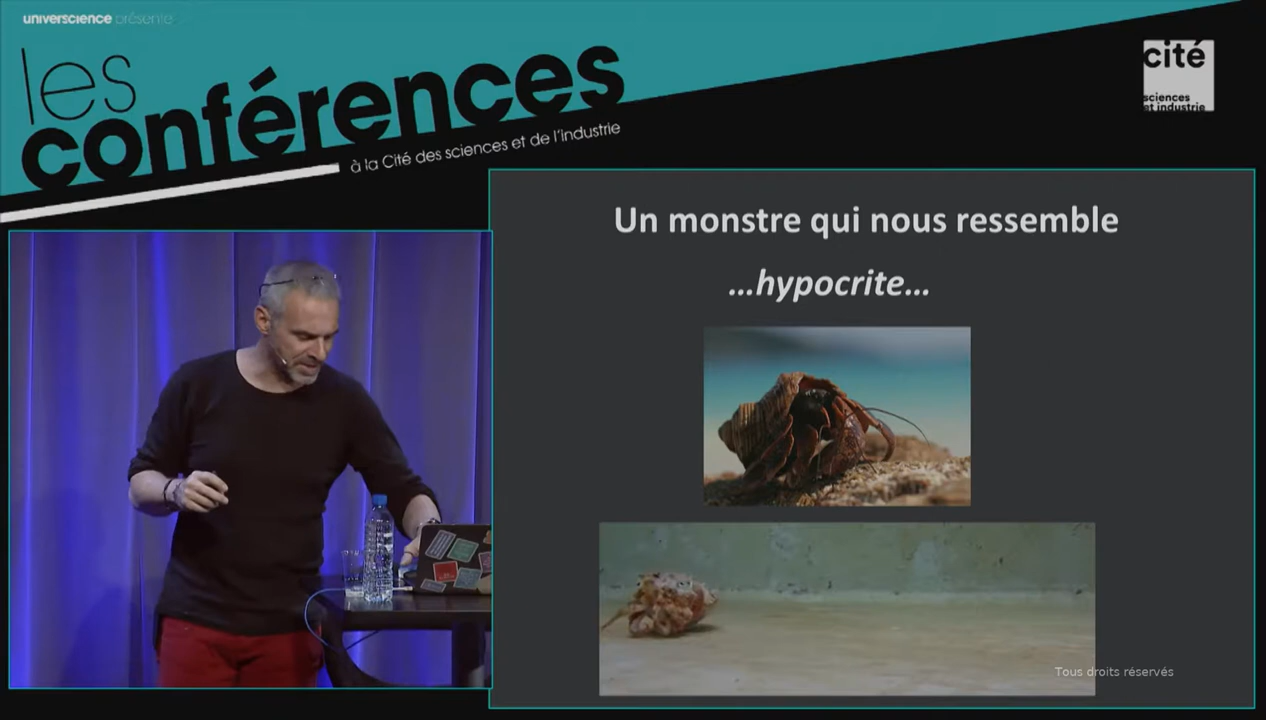 universcience présente
les
conférences
à la Cité des sciences et de l'industrie
cité
sciences
et industrie
Un monstre qui nous ressemble
...hypocrite...
Tous droits réservés